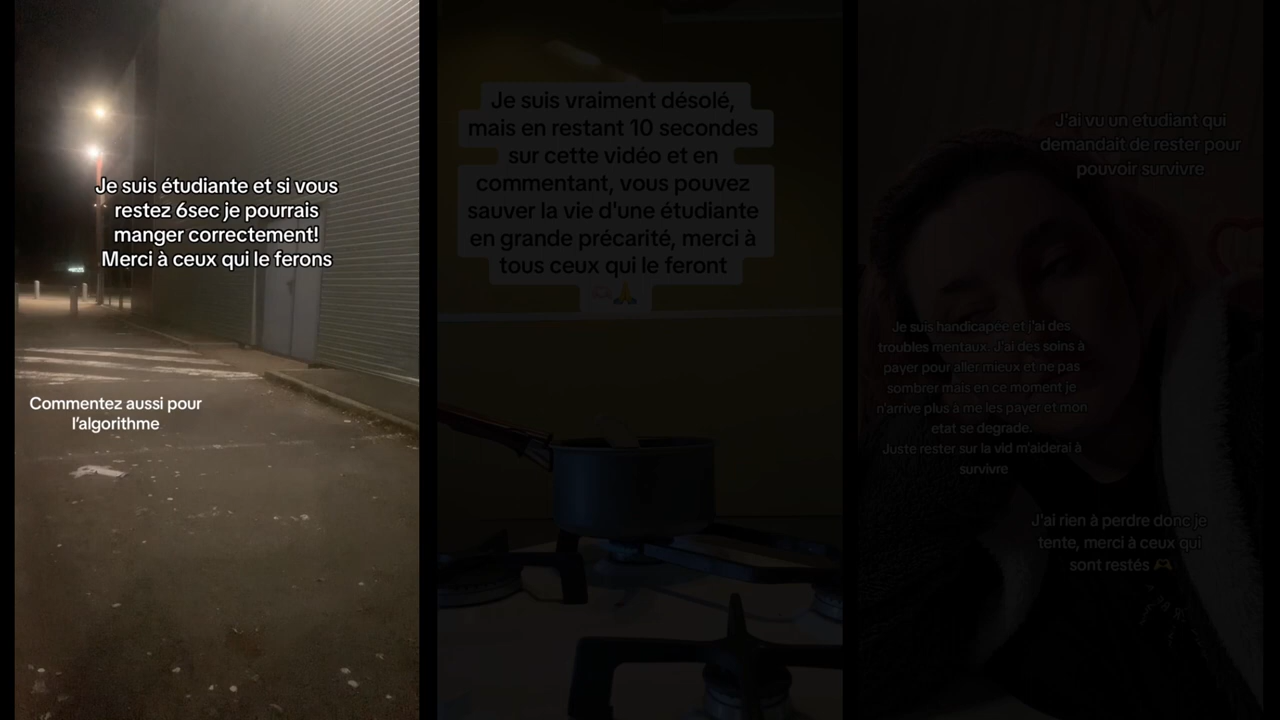 Je suis étudiante et si vous
restez 6sec je pourrais
manger correctement!
Merci à ceux qui le ferons
Commentez aussi pour
l'algorithme
Je suis vraiment désolé,
mais en restant 10 secondes
sur cette vidéo et en
commentant, vous pouvez
sauver la vie d'une étudiante
en grande précarité, merci à
tous ceux qui le feront
🫶🙏
J'ai vu un etudiant qui
demandait de rester pour
pouvoir survivre
Je suis handicapée et j'ai des
troubles mentaux. J'ai des soins à
payer pour aller mieux et ne pas
sombrer mais en ce moment je
n'arrive plus à me les payer et mon
etat se degrade.
Juste rester sur la vid m'aiderai à
survivre
J'ai rien à perdre donc je
tente, merci à ceux qui
sont restés 🫶